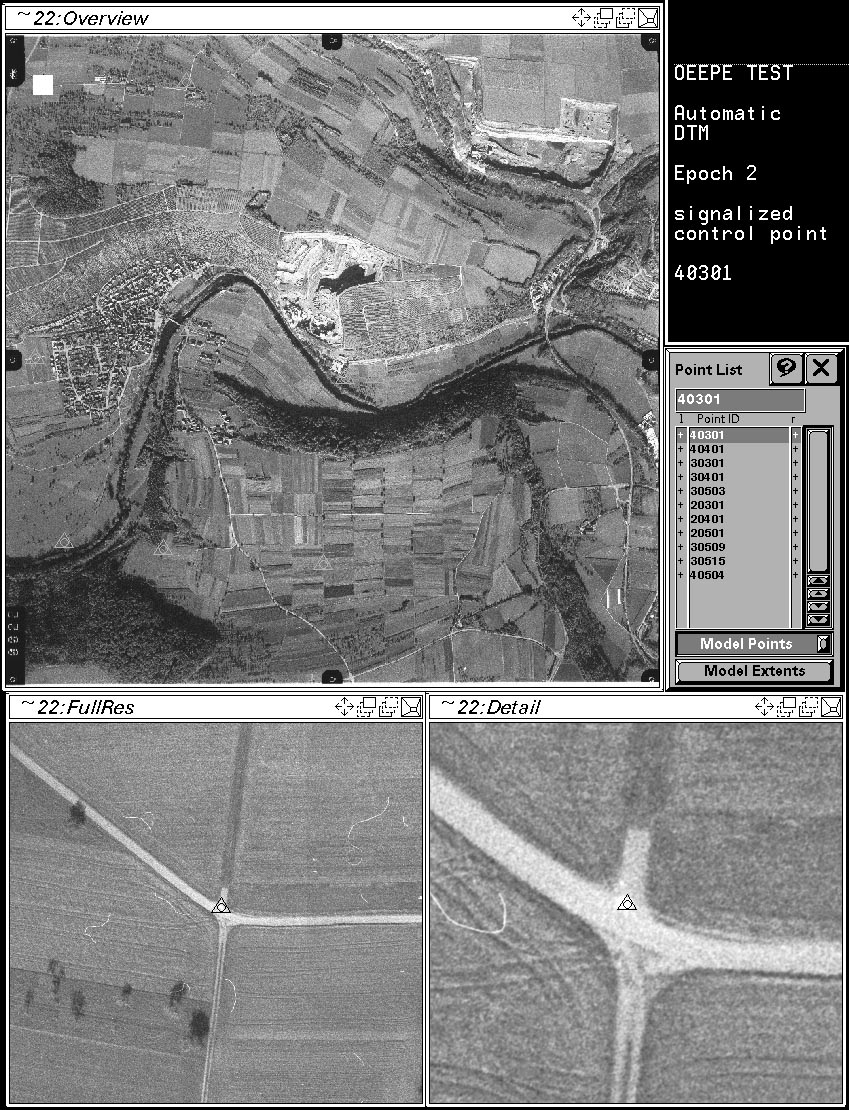 ~22:Overview
OEEPE TEST
Automatic
DTM
Epoch 2
signalized
control point
40301
Point List
?
40301
1 Point ID r
+ 40301 +
+ 40401 +
+ 30301 +
+ 30401 +
+ 30503 +
+ 20301 +
+ 20401 +
+ 20501 +
+ 30509 +
+ 30515 +
+ 40504 +
Model Points
Model Extents
~22:FullRes
~22:Detail